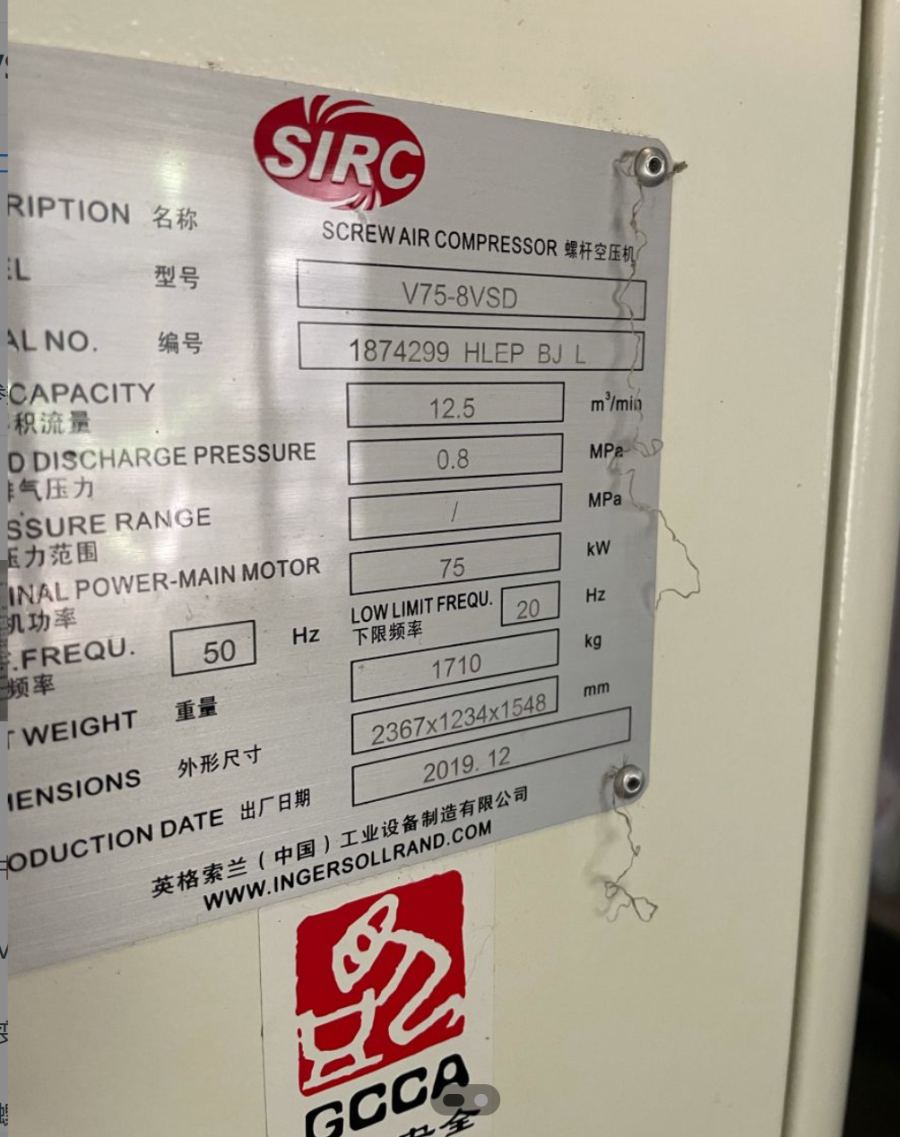 SIRC
RIPTION 名称 SCREW AIR COMPRESSOR 螺杆空压机
EL 型号 V75-8VSD
AL NO. 编号 1874299 HLEP BJ L
CAPACITY 12.5 m³/min
积流量
D DISCHARGE PRESSURE 0.8 MPa
气压力
SSURE RANGE / MPa
压力范围
INAL POWER-MAIN MOTOR 75 kW
机功率
.FREQU. 50 Hz LOW LIMIT FREQU. 20 Hz
频率 下限频率
T WEIGHT 重量 1710 kg
MENSIONS 外形尺寸 2367x1234x1548 mm
ODUCTION DATE 出厂日期 2019. 12
英格索兰(中国)工业设备制造有限公司
WWW.INGERSOLLRAND.COM
GCCA